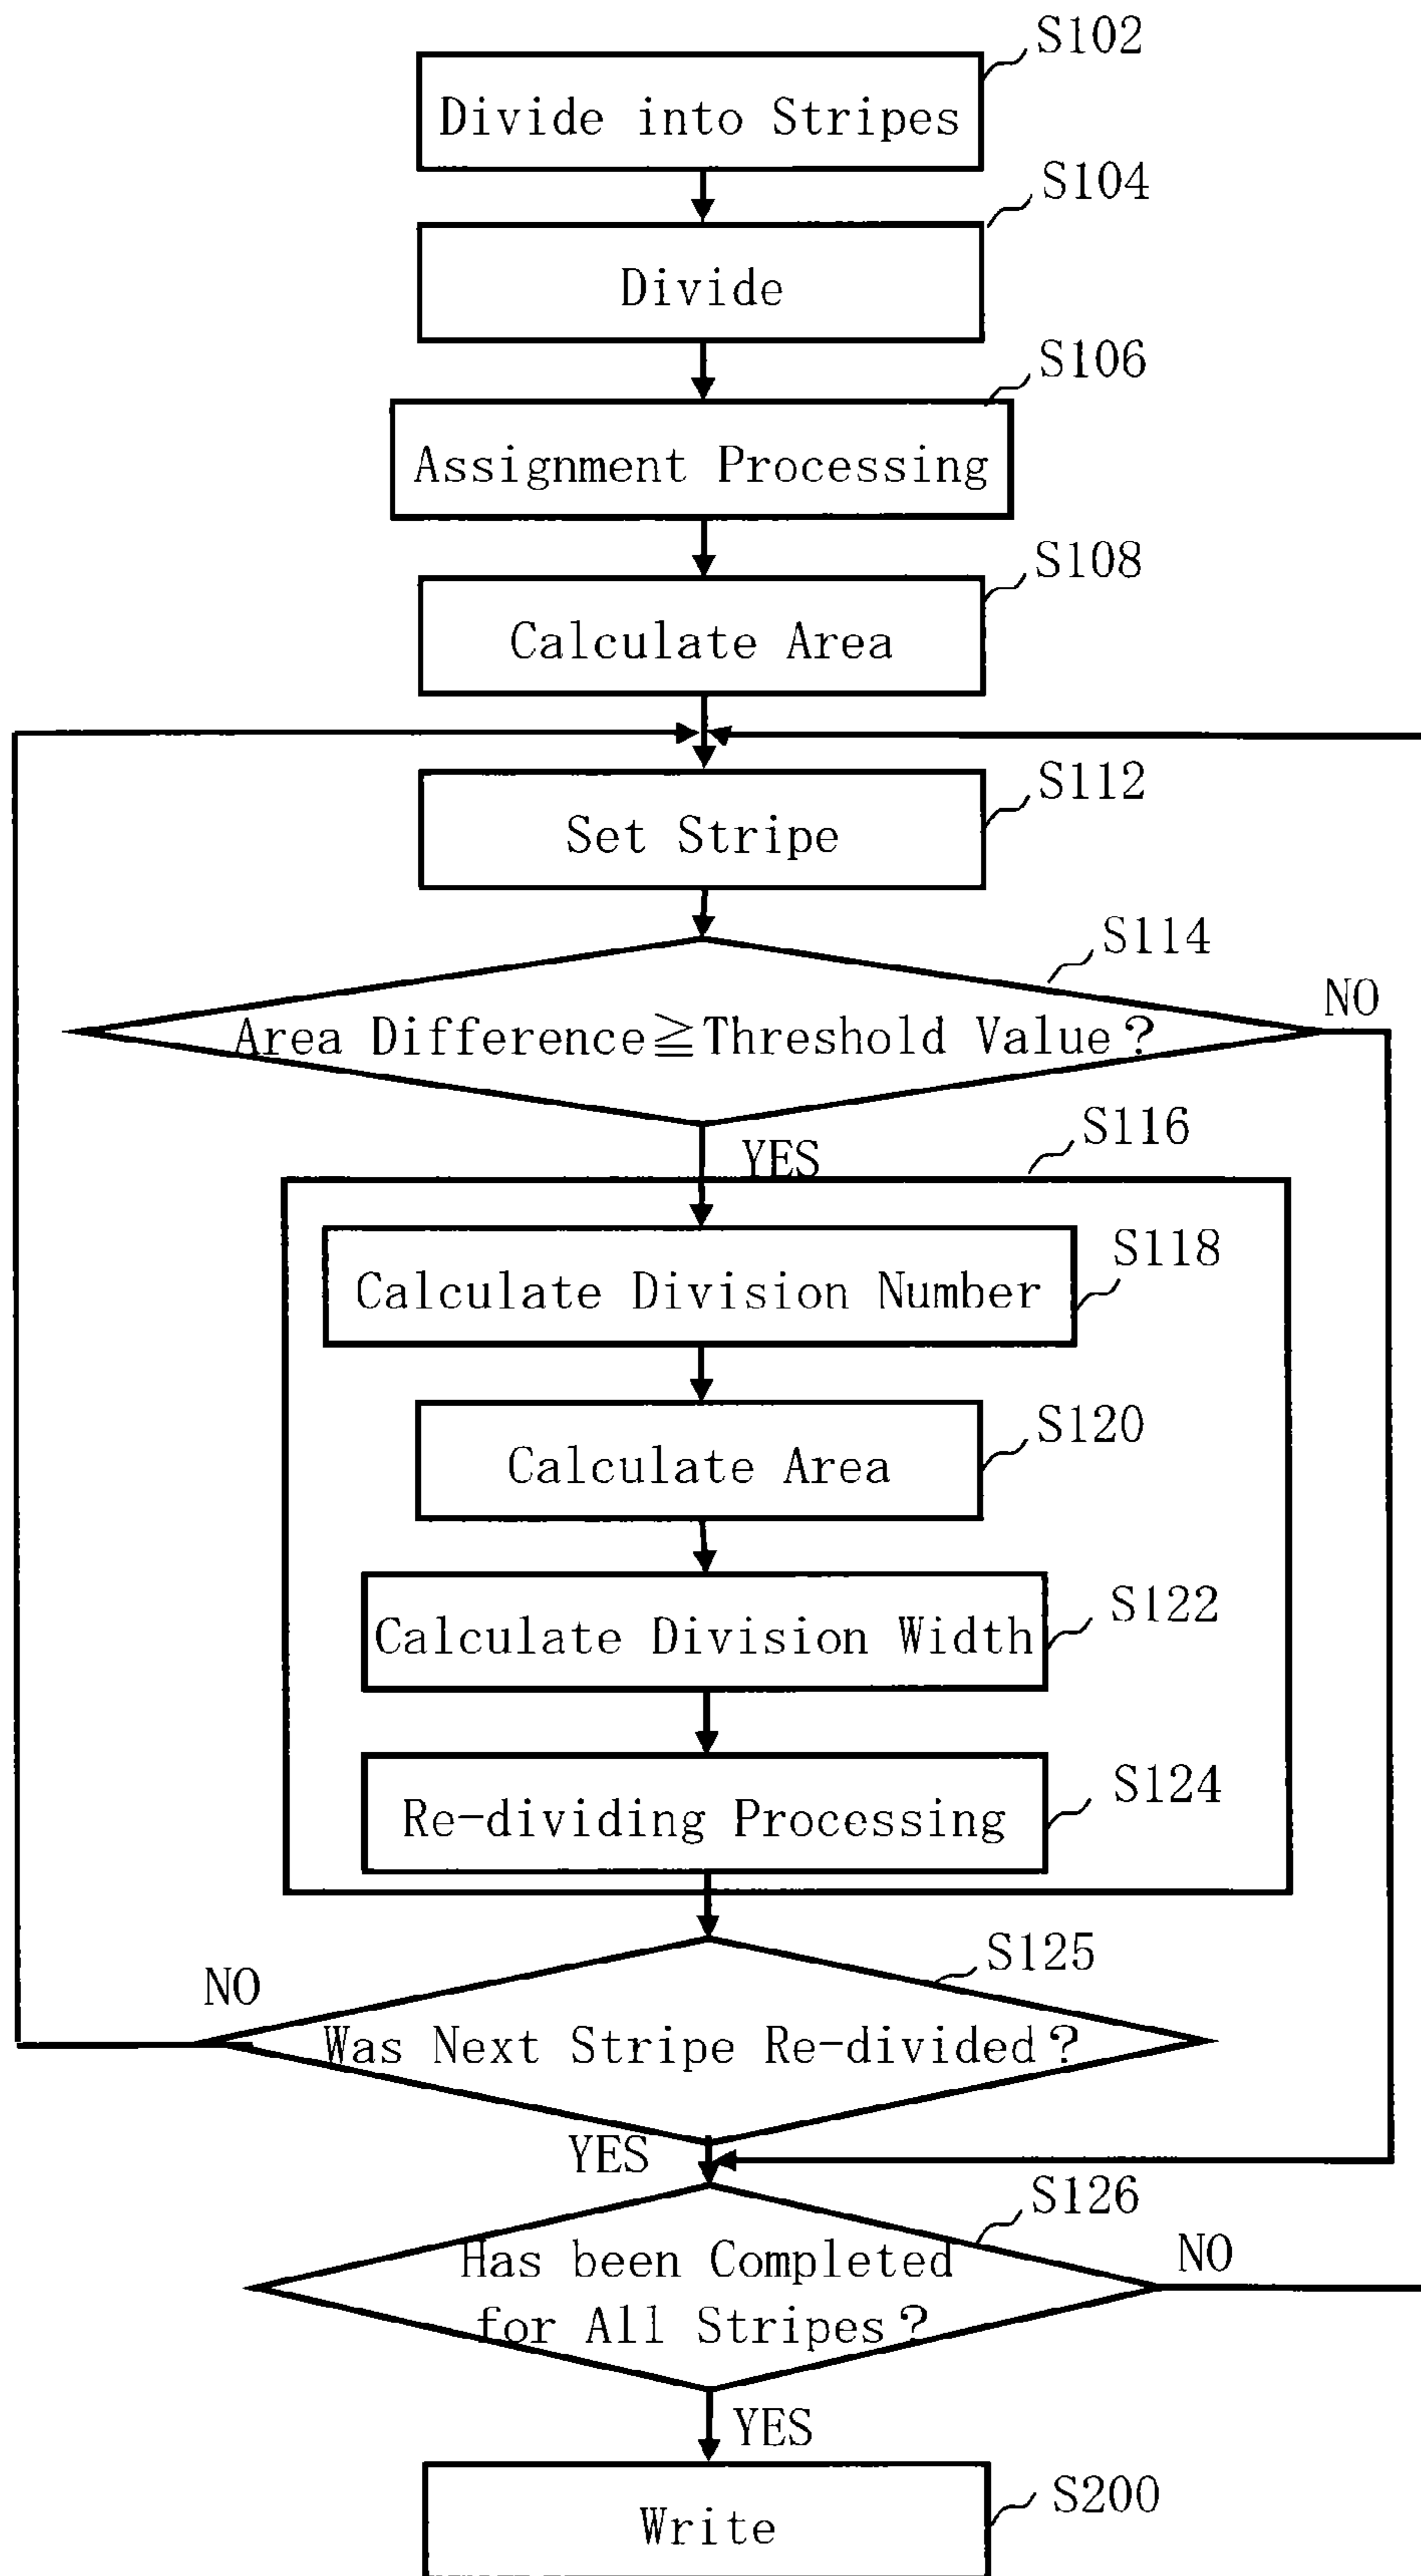 S102
Divide into Stripes
S104
Divide
S106
Assignment Processing
S108
Calculate Area
S112
Set Stripe
S114
NO
Area Difference≧Threshold Value?
S116
YES
S118
Calculate Division Number
S120
Calculate Area
S122
Calculate Division Width
S124
Re-dividing Processing
S125
NO
Was Next Stripe Re-divided?
YES
S126
NO
Has been Completed
for All Stripes?
YES
S200
Write